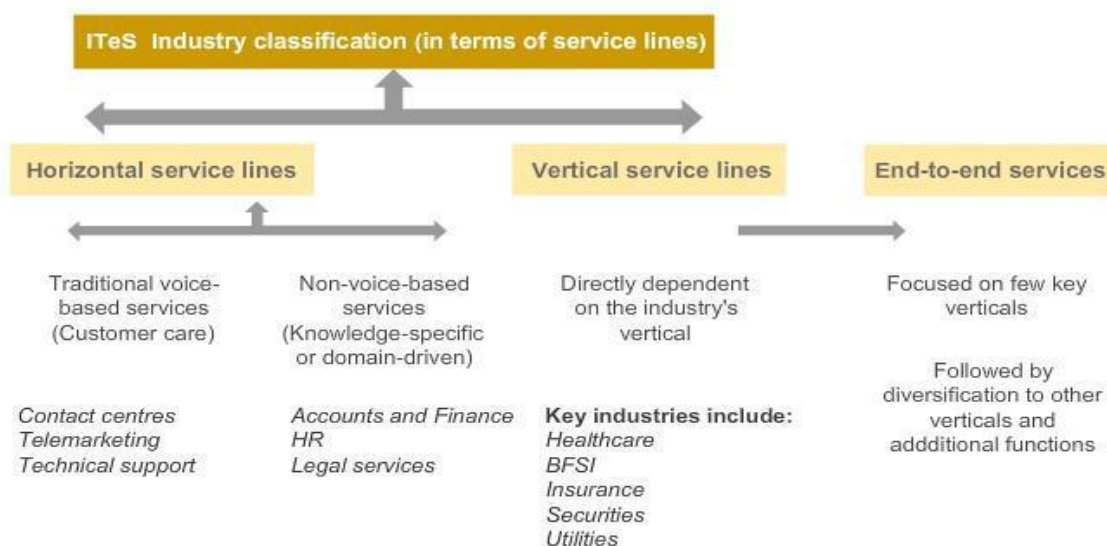 ITeS Industry classification (in terms of service lines)
Horizontal service lines
Vertical service lines
End-to-end services
Traditional voice-
based services
(Customer care)
Non-voice-based
services
(Knowledge-specific
or domain-driven)
Directly dependent
on the industry's
vertical
Focused on few key
verticals
Followed by
diversification to other
verticals and
addditional functions
Contact centres
Telemarketing
Technical support
Accounts and Finance
HR
Legal services
Key industries include:
Healthcare
BFSI
Insurance
Securities
Utilities